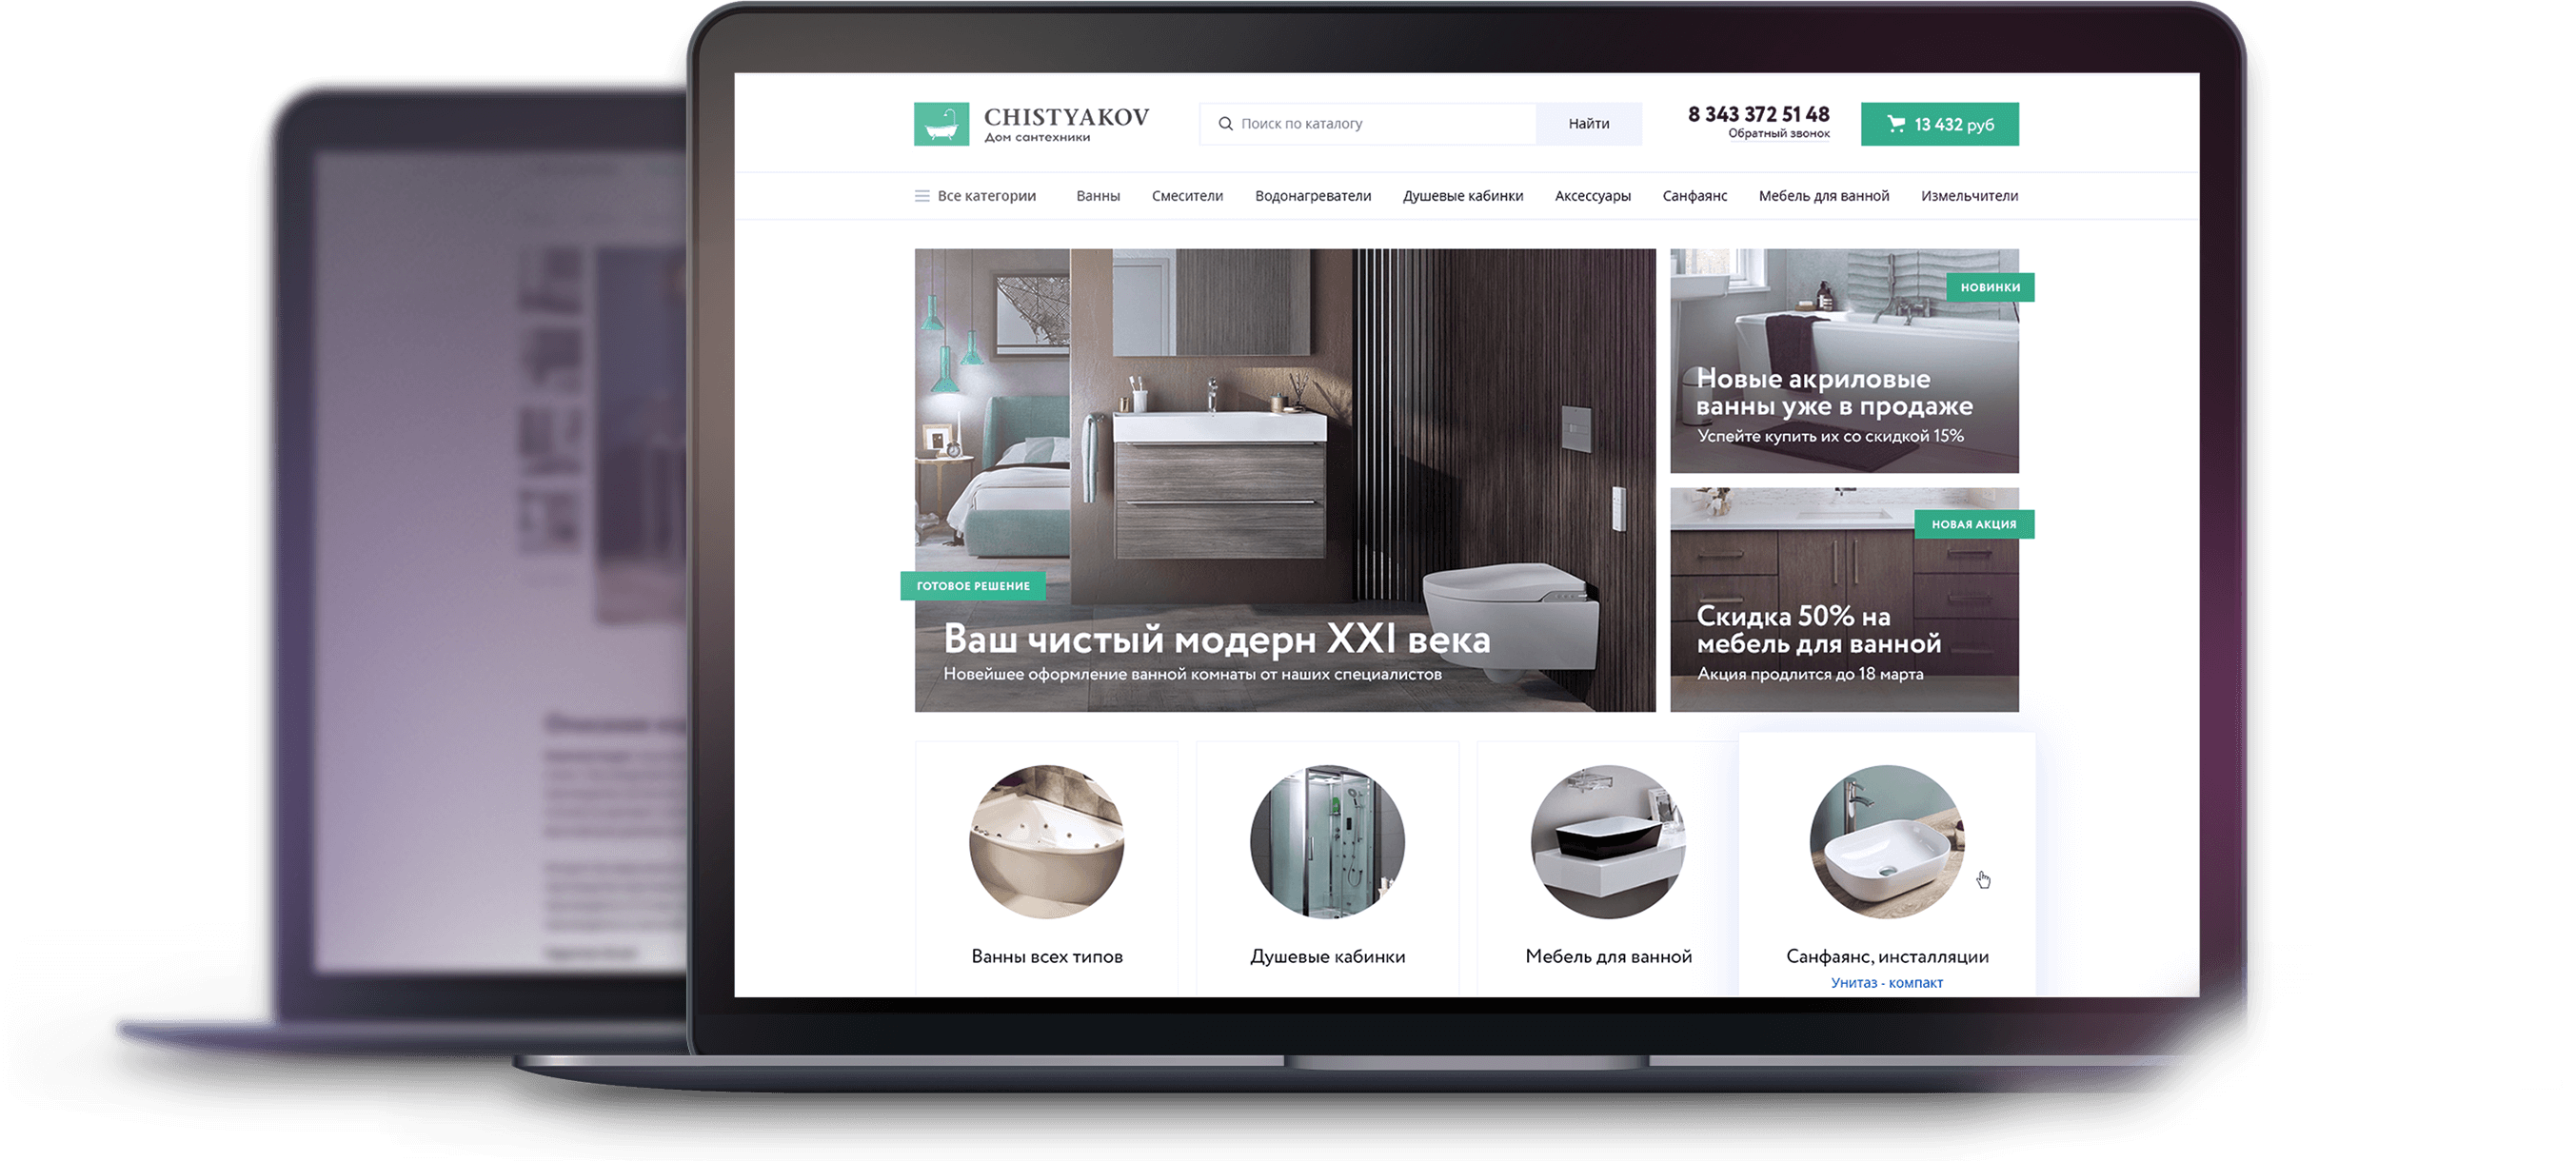 CHISTYAKOV
Дом сантехники
Поиск по каталогу
Найти
8 343 372 51 48
Обратный звонок
13 432 руб
Все категории
Ванны
Смесители
Водонагреватели
Душевые кабинки
Аксессуары
Санфаянс
Мебель для ванной
Измельчители
ГОТОВОЕ РЕШЕНИЕ
Ваш чистый модерн XXI века
Новейшее оформление ванной комнаты от наших специалистов
НОВИНКИ
Новые акриловые
ванны уже в продаже
Успейте купить их со скидкой 15%
НОВАЯ АКЦИЯ
Скидка 50% на
мебель для ванной
Акция продлится до 18 марта
Ванны всех типов
Душевые кабинки
Мебель для ванной
Санфаянс, инсталляции
Унитаз - компакт